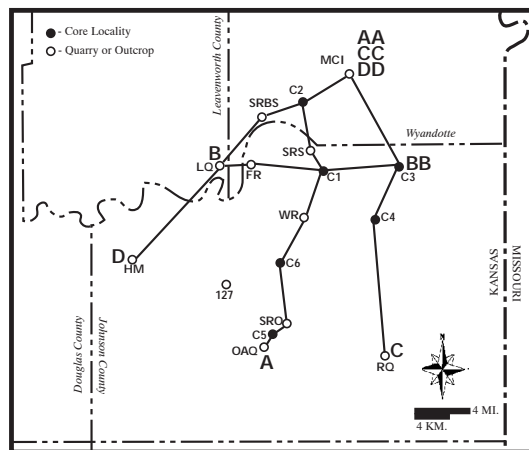 - Core Locality
- Quarry or Outcrop
Leavenworth County
AA
CC
DD
MCI
C2
SRBS
Wyandotte
B
LQ
FR
SRS
C1
C3
BB
WR
C4
D
HM
C6
127
KANSAS
MISSOURI
SRO
C5
OAQ
A
C
RQ
Douglas County
Johnson County
N
4 MI.
4 KM.